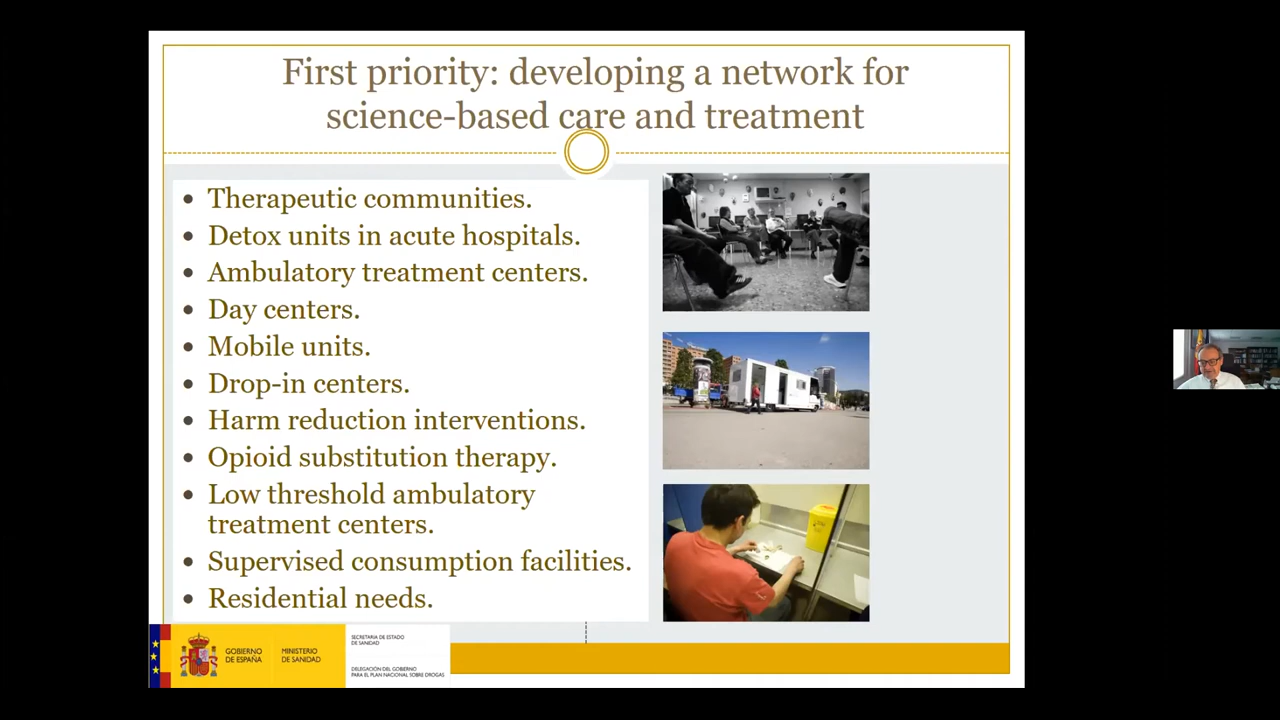 First priority: developing a network for
science-based care and treatment
Therapeutic communities.
Detox units in acute hospitals.
Ambulatory treatment centers.
Day centers.
Mobile units.
Drop-in centers.
Harm reduction interventions.
Opioid substitution therapy.
Low threshold ambulatory
treatment centers.
Supervised consumption facilities.
Residential needs.
GOBIERNO
DE ESPAÑA
MINISTERIO
DE SANIDAD
SECRETARIA DE ESTADO
DE SANIDAD
DELEGACIÓN DEL GOBIERNO
PARA EL PLAN NACIONAL SOBRE DROGAS